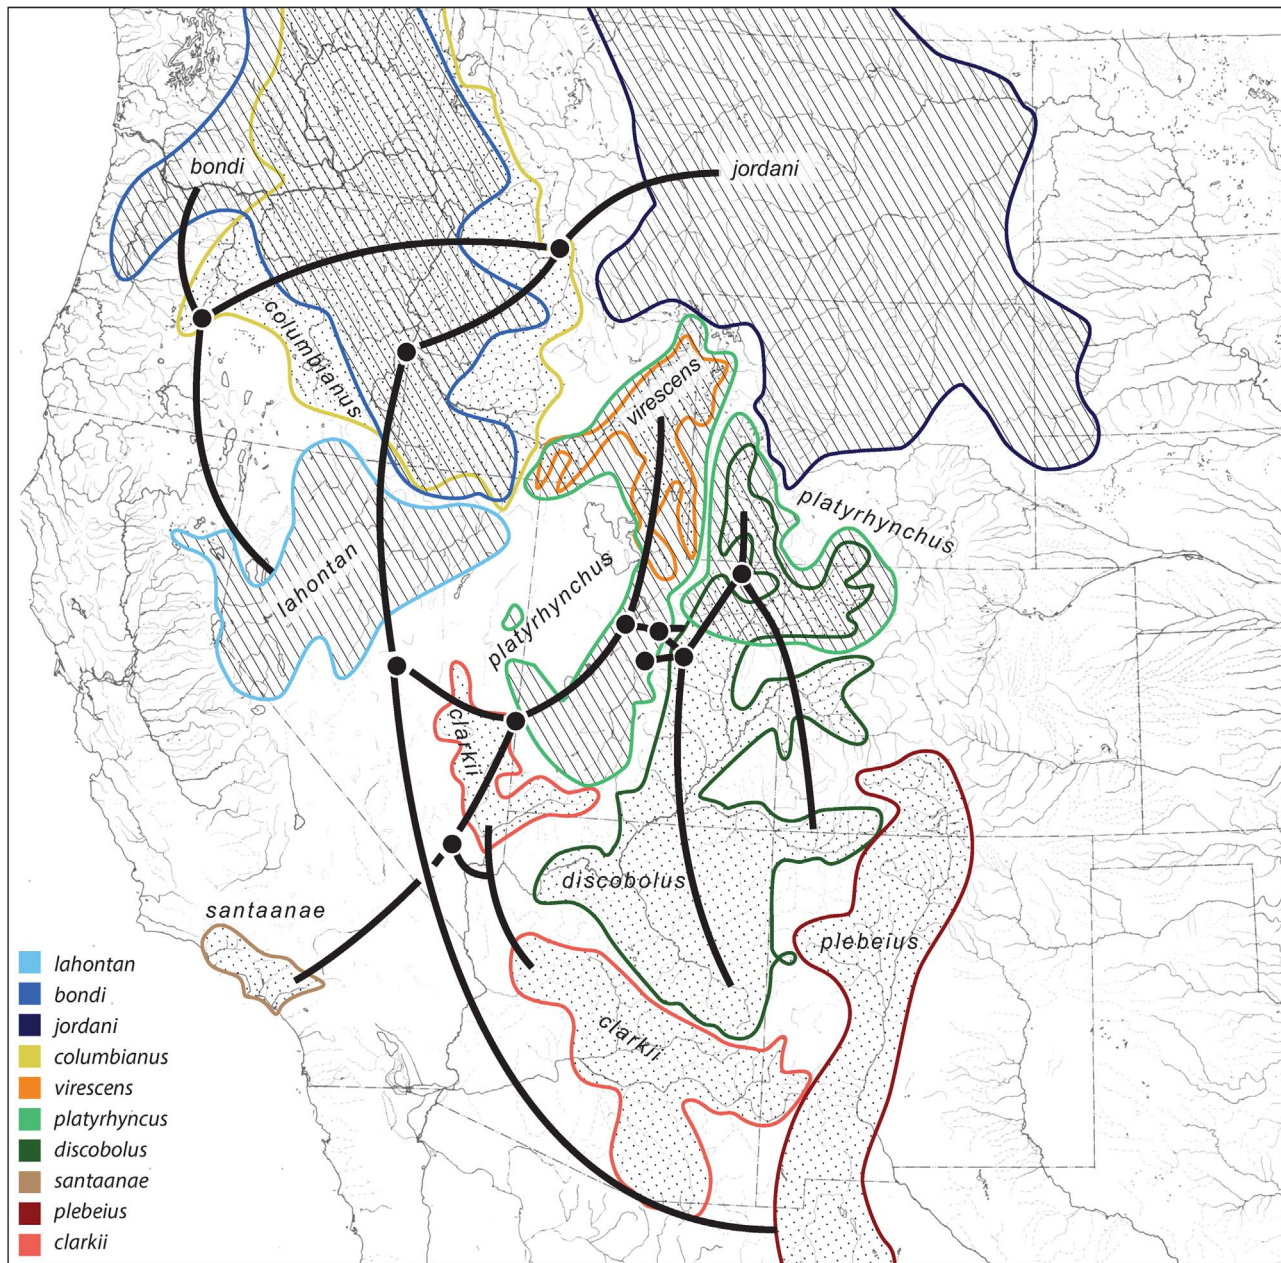 bondi
jordani
columbianus
virescens
platyrhynchus
lahontan
platyrhynchus
clarkii
discobolus
santaanae
plebeius
clarkii
lahontan
bondi
jordani
columbianus
virescens
platyrhyncus
discobolus
santaanae
plebeius
clarkii